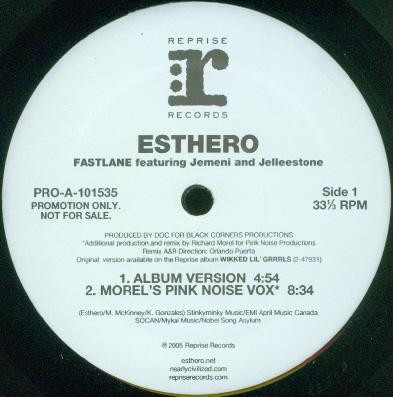 REPRISE
r
RECORDS
ESTHERO
FASTLANE featuring Jemeni and Jelleestone
PRO-A-101535
PROMOTION ONLY.
NOT FOR SALE.
Side 1
33⅓ RPM
PRODUCED BY DOC FOR BLACK CORNERS PRODUCTIONS
*Additional production and remix by Richard Morel for Pink Noise Productions
Remix A&R Direction: Orlando Puerta
Original version available on the Reprise album WIKKED LIL' GRRRLS (2-47931)
1. ALBUM VERSION 4:54
2. MOREL'S PINK NOISE VOX* 8:34
(Esthero/M. McKinney/K. Gonzales) Stinkyminky Music/EMI April Music Canada
SOCAN/Mykai Music/Nobel Song Asylum
℗ 2005 Reprise Records
esthero.net
nearlycivilized.com
repriserecords.com